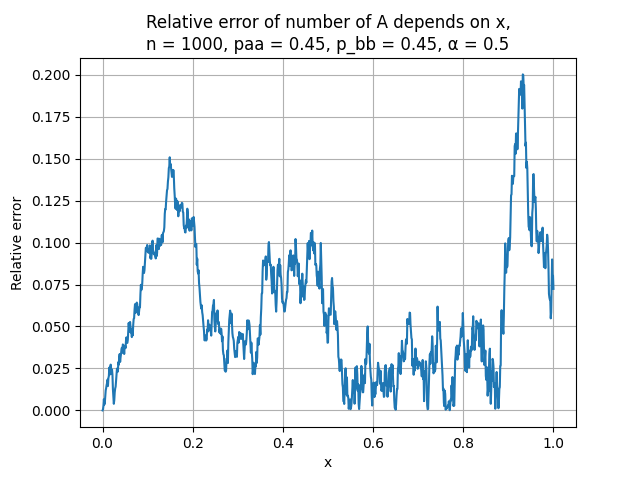 Relative error of number of A depends on x,
n = 1000, paa = 0.45, p_bb = 0.45, α = 0.5
0.200
0.175
0.150
0.125
0.100
0.075
0.050
0.025
0.000
Relative error
0.0 0.2 0.4 0.6 0.8 1.0
x